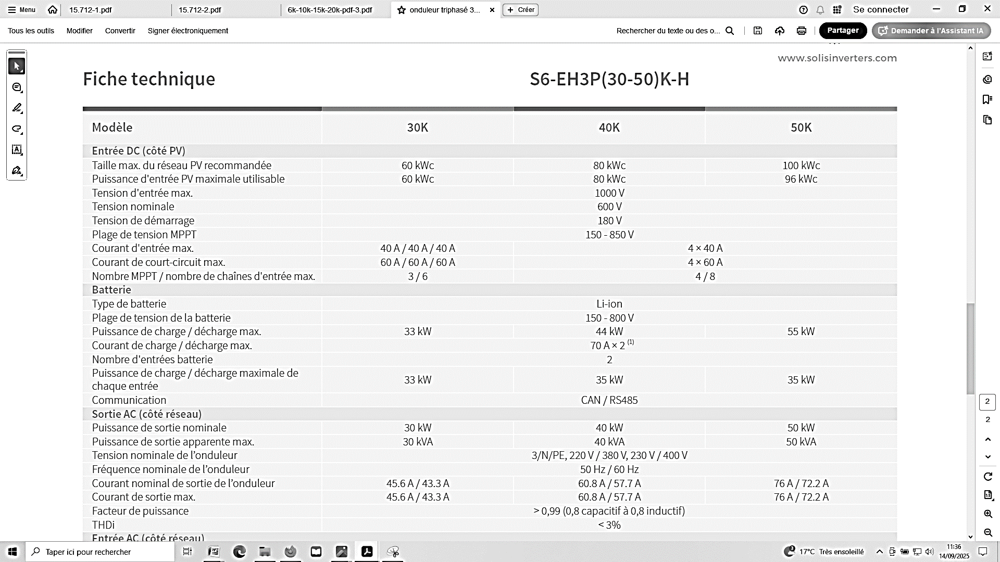 Menu
15.712-1.pdf
15.712-2.pdf
6k-10k-15k-20k-pdf-3.pdf
onduleur triphasé 3...
Créer
Se connecter
Tous les outils Modifier Convertir Signer électroniquement
Rechercher du texte ou des o...
Partager
Demander à l'Assistant IA
www.solisinverters.com
Fiche technique S6-EH3P(30-50)K-H
Modèle 30K 40K 50K
Entrée DC (côté PV)
Taille max. du réseau PV recommandée 60 kWc 80 kWc 100 kWc
Puissance d'entrée PV maximale utilisable 60 kWc 80 kWc 96 kWc
Tension d'entrée max. 1000 V
Tension nominale 600 V
Tension de démarrage 180 V
Plage de tension MPPT 150 - 850 V
Courant d'entrée max. 40 A / 40 A / 40 A 4 × 40 A
Courant de court-circuit max. 60 A / 60 A / 60 A 4 × 60 A
Nombre MPPT / nombre de chaînes d'entrée max. 3 / 6 4 / 8
Batterie
Type de batterie Li-ion
Plage de tension de la batterie 150 - 800 V
Puissance de charge / décharge max. 33 kW 44 kW 55 kW
Courant de charge / décharge max. 70 A × 2 (1)
Nombre d'entrées batterie 2
Puissance de charge / décharge maximale de
chaque entrée 33 kW 35 kW 35 kW
Communication CAN / RS485
Sortie AC (côté réseau)
Puissance de sortie nominale 30 kW 40 kW 50 kW
Puissance de sortie apparente max. 30 kVA 40 kVA 50 kVA
Tension nominale de l’onduleur 3/N/PE, 220 V / 380 V, 230 V / 400 V
Fréquence nominale de l’onduleur 50 Hz / 60 Hz
Courant nominal de sortie de l’onduleur 45.6 A / 43.3 A 60.8 A / 57.7 A 76 A / 72.2 A
Courant de sortie max. 45.6 A / 43.3 A 60.8 A / 57.7 A 76 A / 72.2 A
Facteur de puissance > 0,99 (0,8 capacitif à 0,8 inductif)
THDi < 3%
Entrée AC (côté réseau)
2
2
Taper ici pour rechercher
17°C Très ensoleillé
11:36
14/09/2025